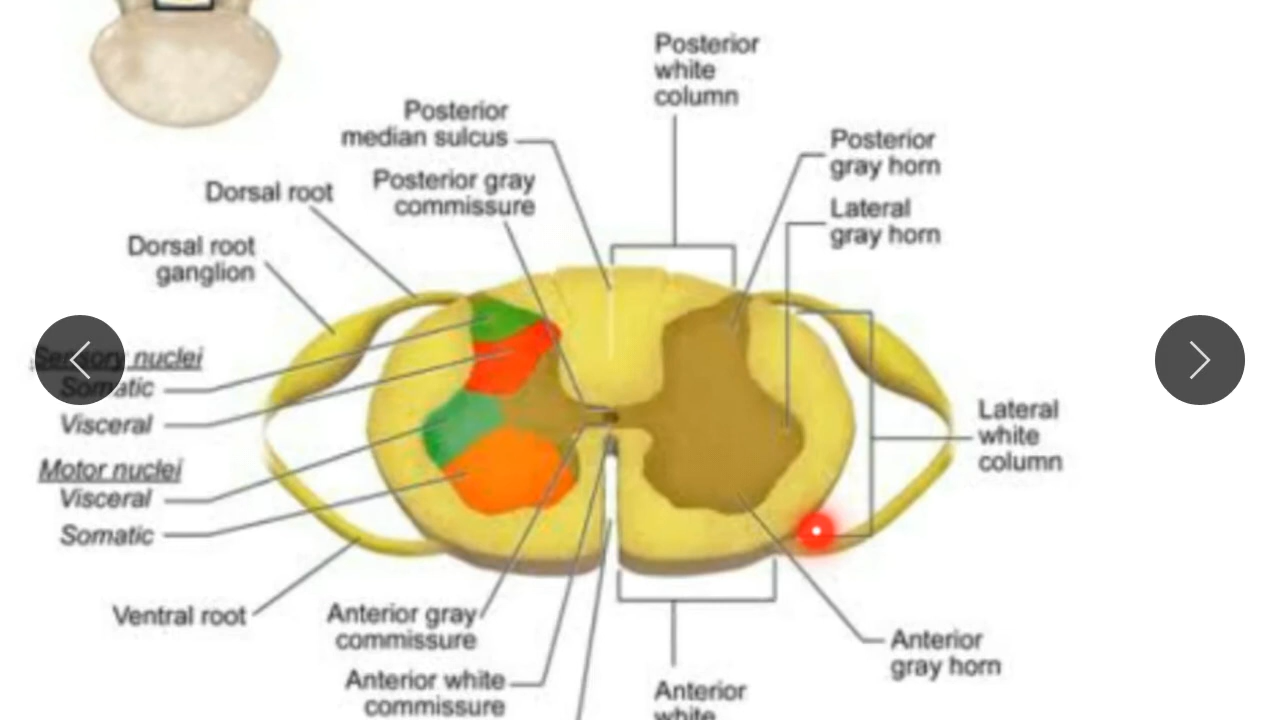 Posterior
white
column
Posterior
median sulcus
Posterior
gray horn
Dorsal root
Posterior gray
commissure
Lateral
gray horn
Dorsal root
ganglion
Sensory nuclei
Somatic
Visceral
Motor nuclei
Visceral
Somatic
Lateral
white
column
Ventral root
Anterior gray
commissure
Anterior
gray horn
Anterior white
commissure
Anterior
white